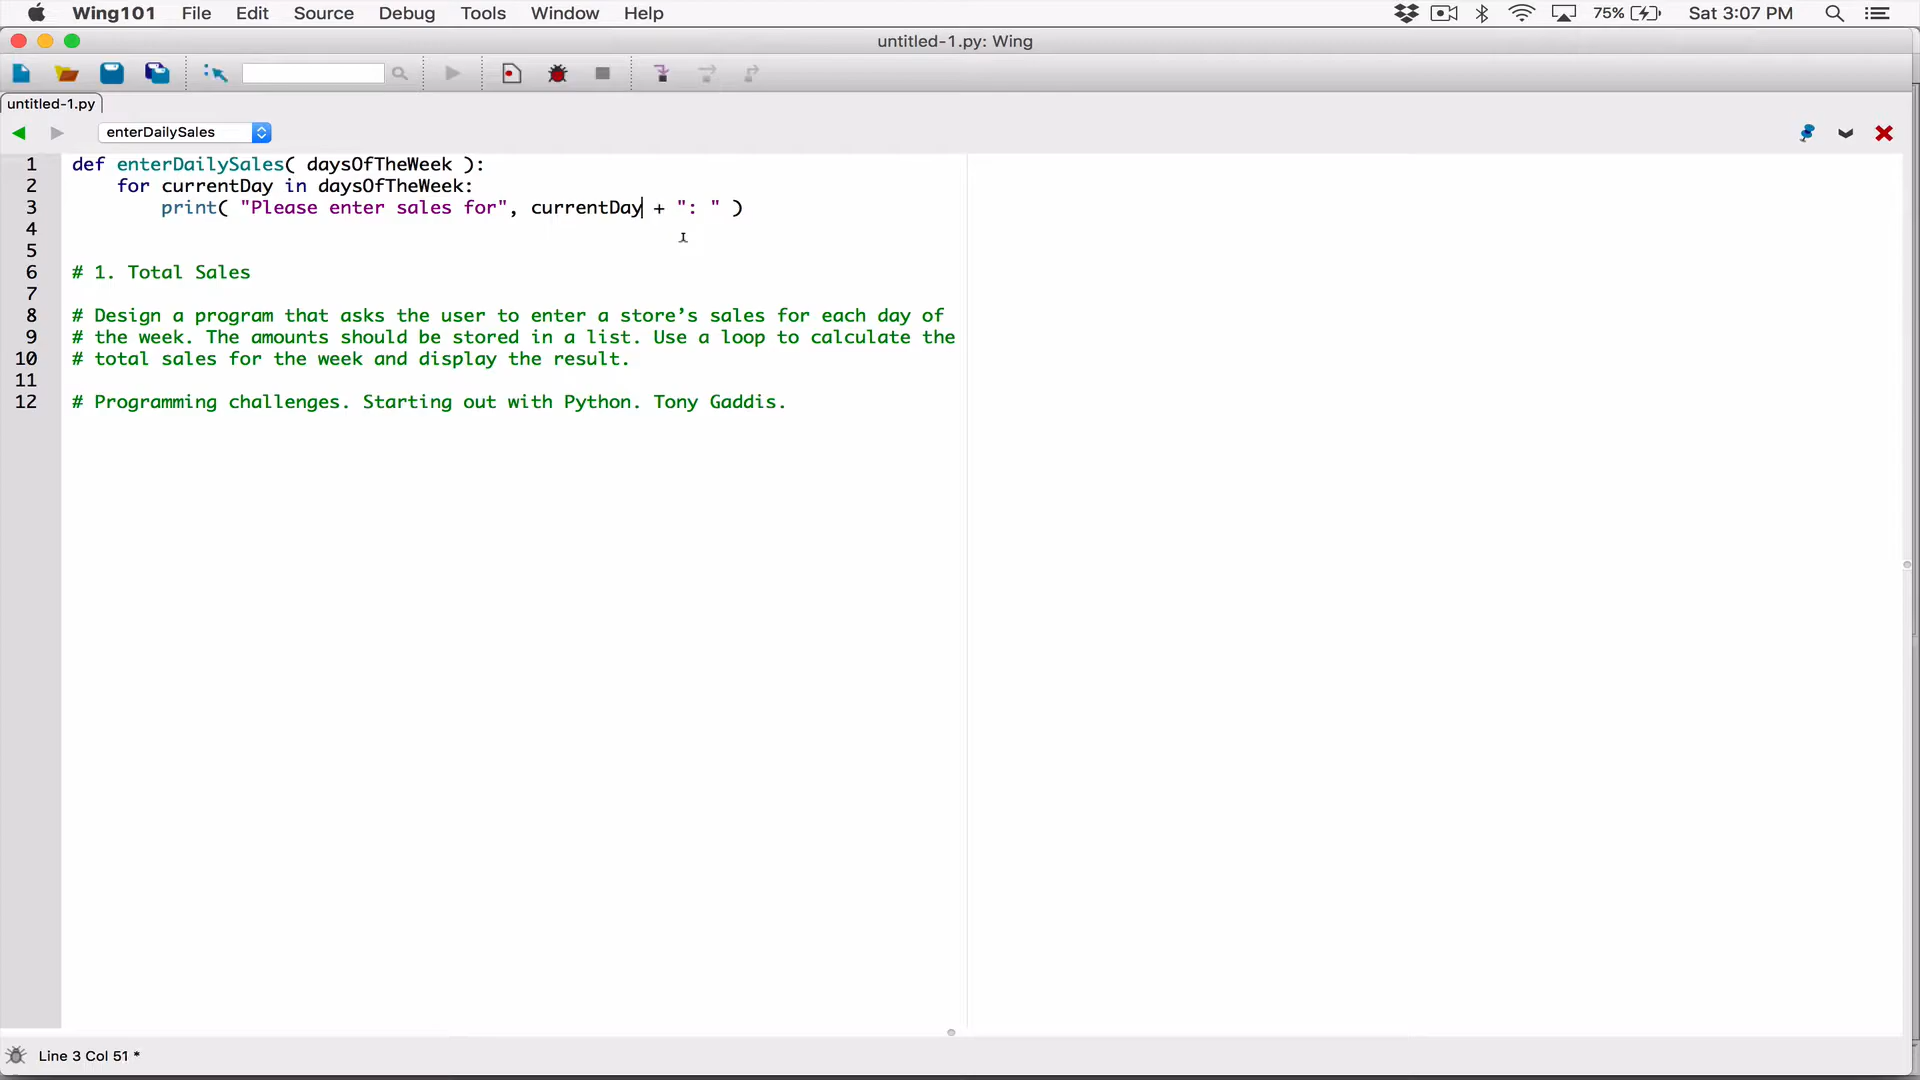 Wing101 File Edit Source Debug Tools Window Help 75% Sat 3:07 PM
untitled-1.py: Wing
untitled-1.py
enterDailySales
1 def enterDailySales( daysOfTheWeek ):
2 for currentDay in daysOfTheWeek:
3 print( "Please enter sales for", currentDay + ": " )
4
5
6 # 1. Total Sales
7
8 # Design a program that asks the user to enter a store’s sales for each day of
9 # the week. The amounts should be stored in a list. Use a loop to calculate the
10 # total sales for the week and display the result.
11
12 # Programming challenges. Starting out with Python. Tony Gaddis.
Line 3 Col 51 *